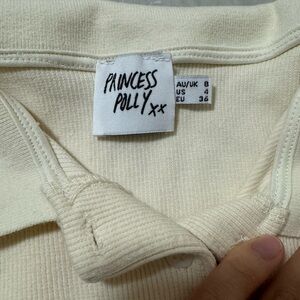 PRINCESS
POLLY xx
AU/UK 8
US 4
EU 36